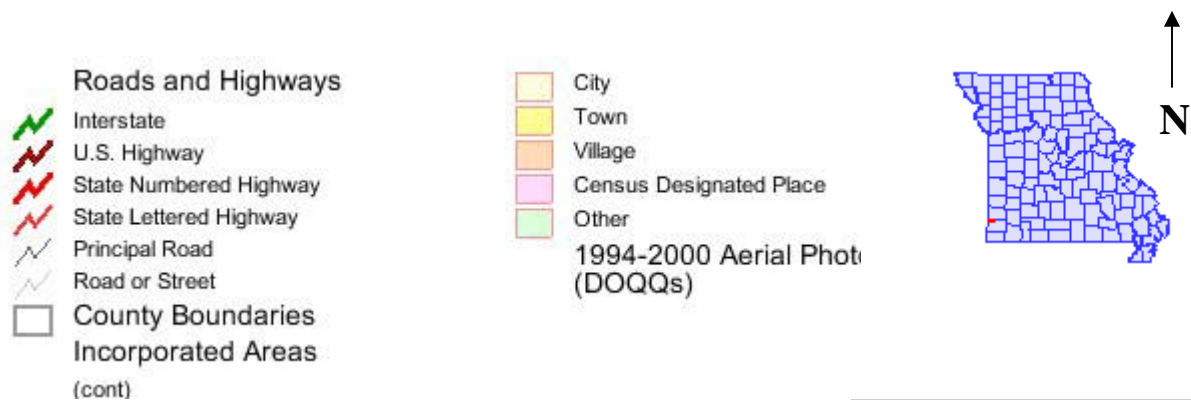 Roads and Highways
Interstate
U.S. Highway
State Numbered Highway
State Lettered Highway
Principal Road
Road or Street
County Boundaries
Incorporated Areas
(cont)
City
Town
Village
Census Designated Place
Other
1994-2000 Aerial Phot
(DOQQs)
N